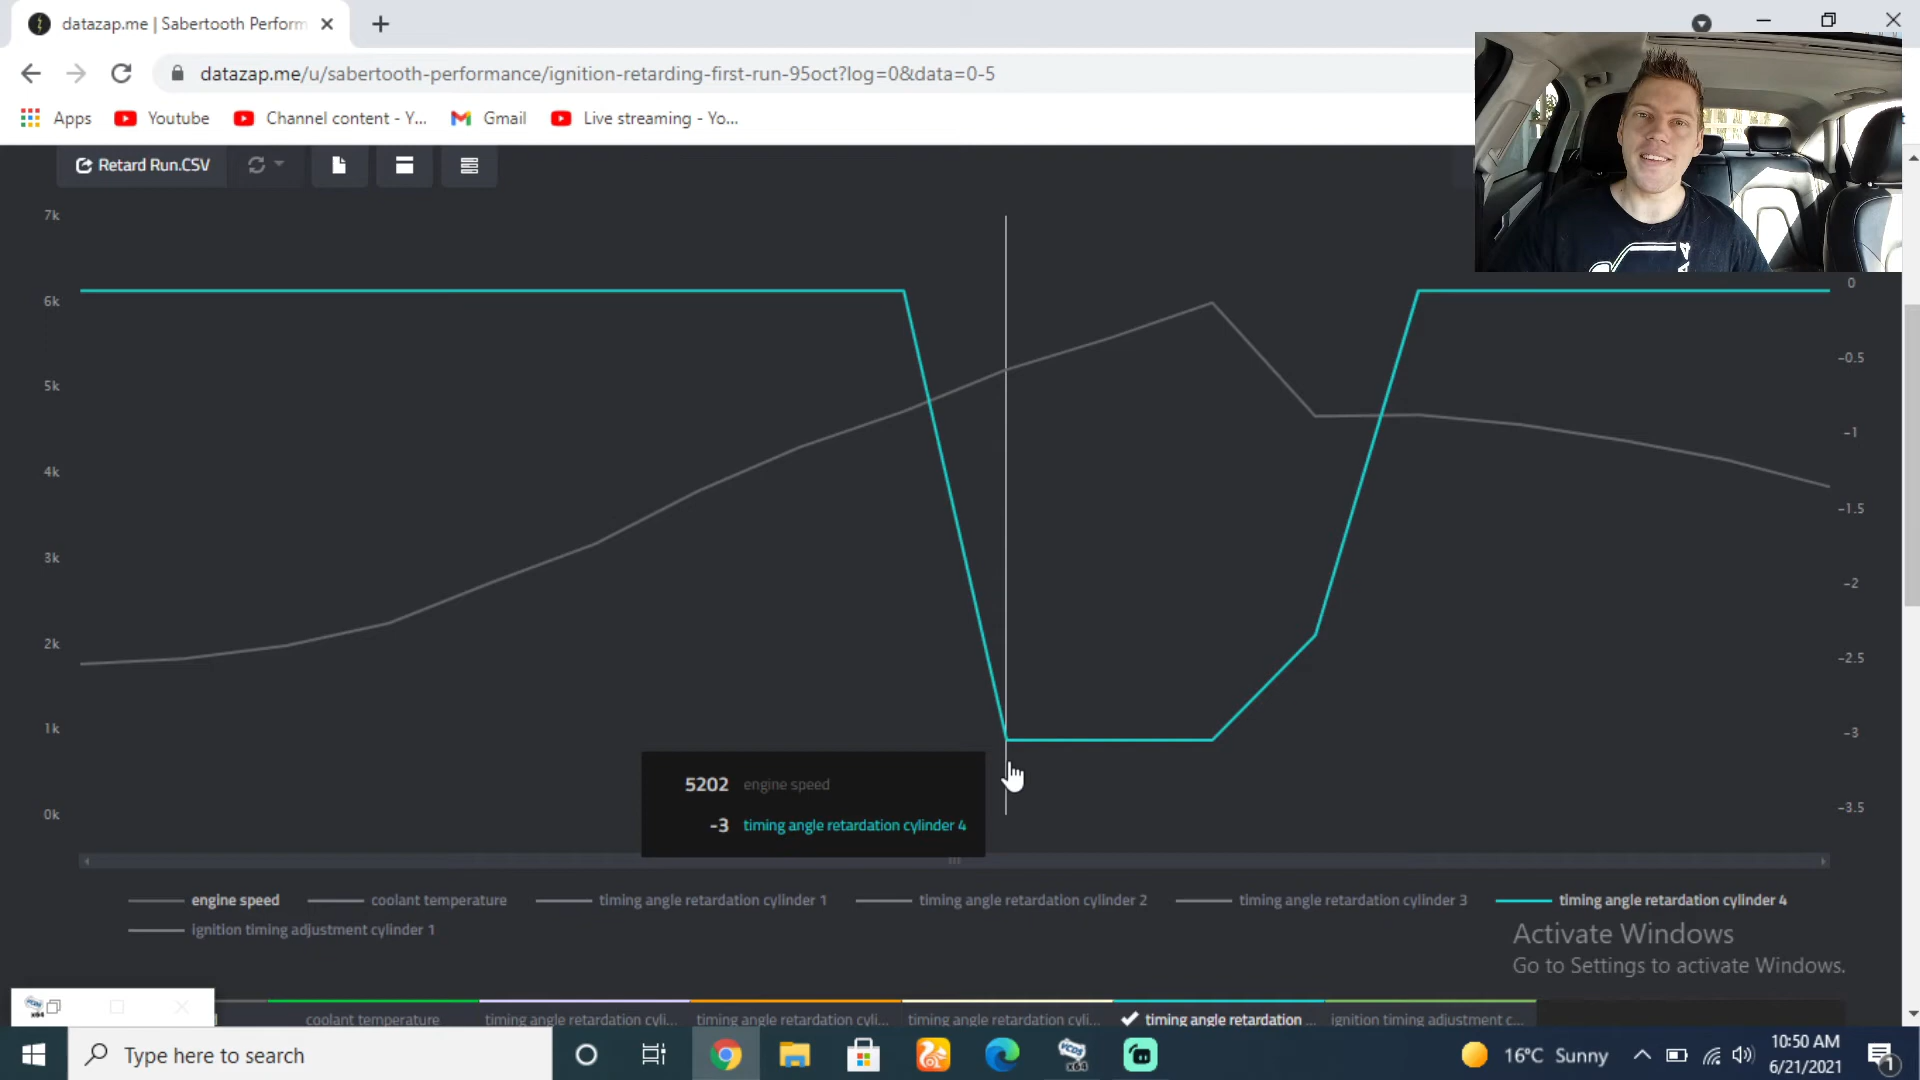 datazap.me | Sabertooth Perform
datazap.me/u/sabertooth-performance/ignition-retarding-first-run-95oct?log=0&data=0-5
Apps Youtube Channel content - Y... Gmail Live streaming - Yo...
Retard Run.CSV
7k
6k
5k
4k
3k
2k
1k
0k
0
-0.5
-1
-1.5
-2
-2.5
-3
-3.5
5202 engine speed
-3 timing angle retardation cylinder 4
engine speed coolant temperature timing angle retardation cylinder 1 timing angle retardation cylinder 2 timing angle retardation cylinder 3 timing angle retardation cylinder 4
ignition timing adjustment cylinder 1
Activate Windows
Go to Settings to activate Windows.
coolant temperature timing angle retardation cyli... timing angle retardation cyli... timing angle retardation cyli... timing angle retardation ... ignition timing adjustment c...
Type here to search
16°C Sunny
10:50 AM
6/21/2021
1